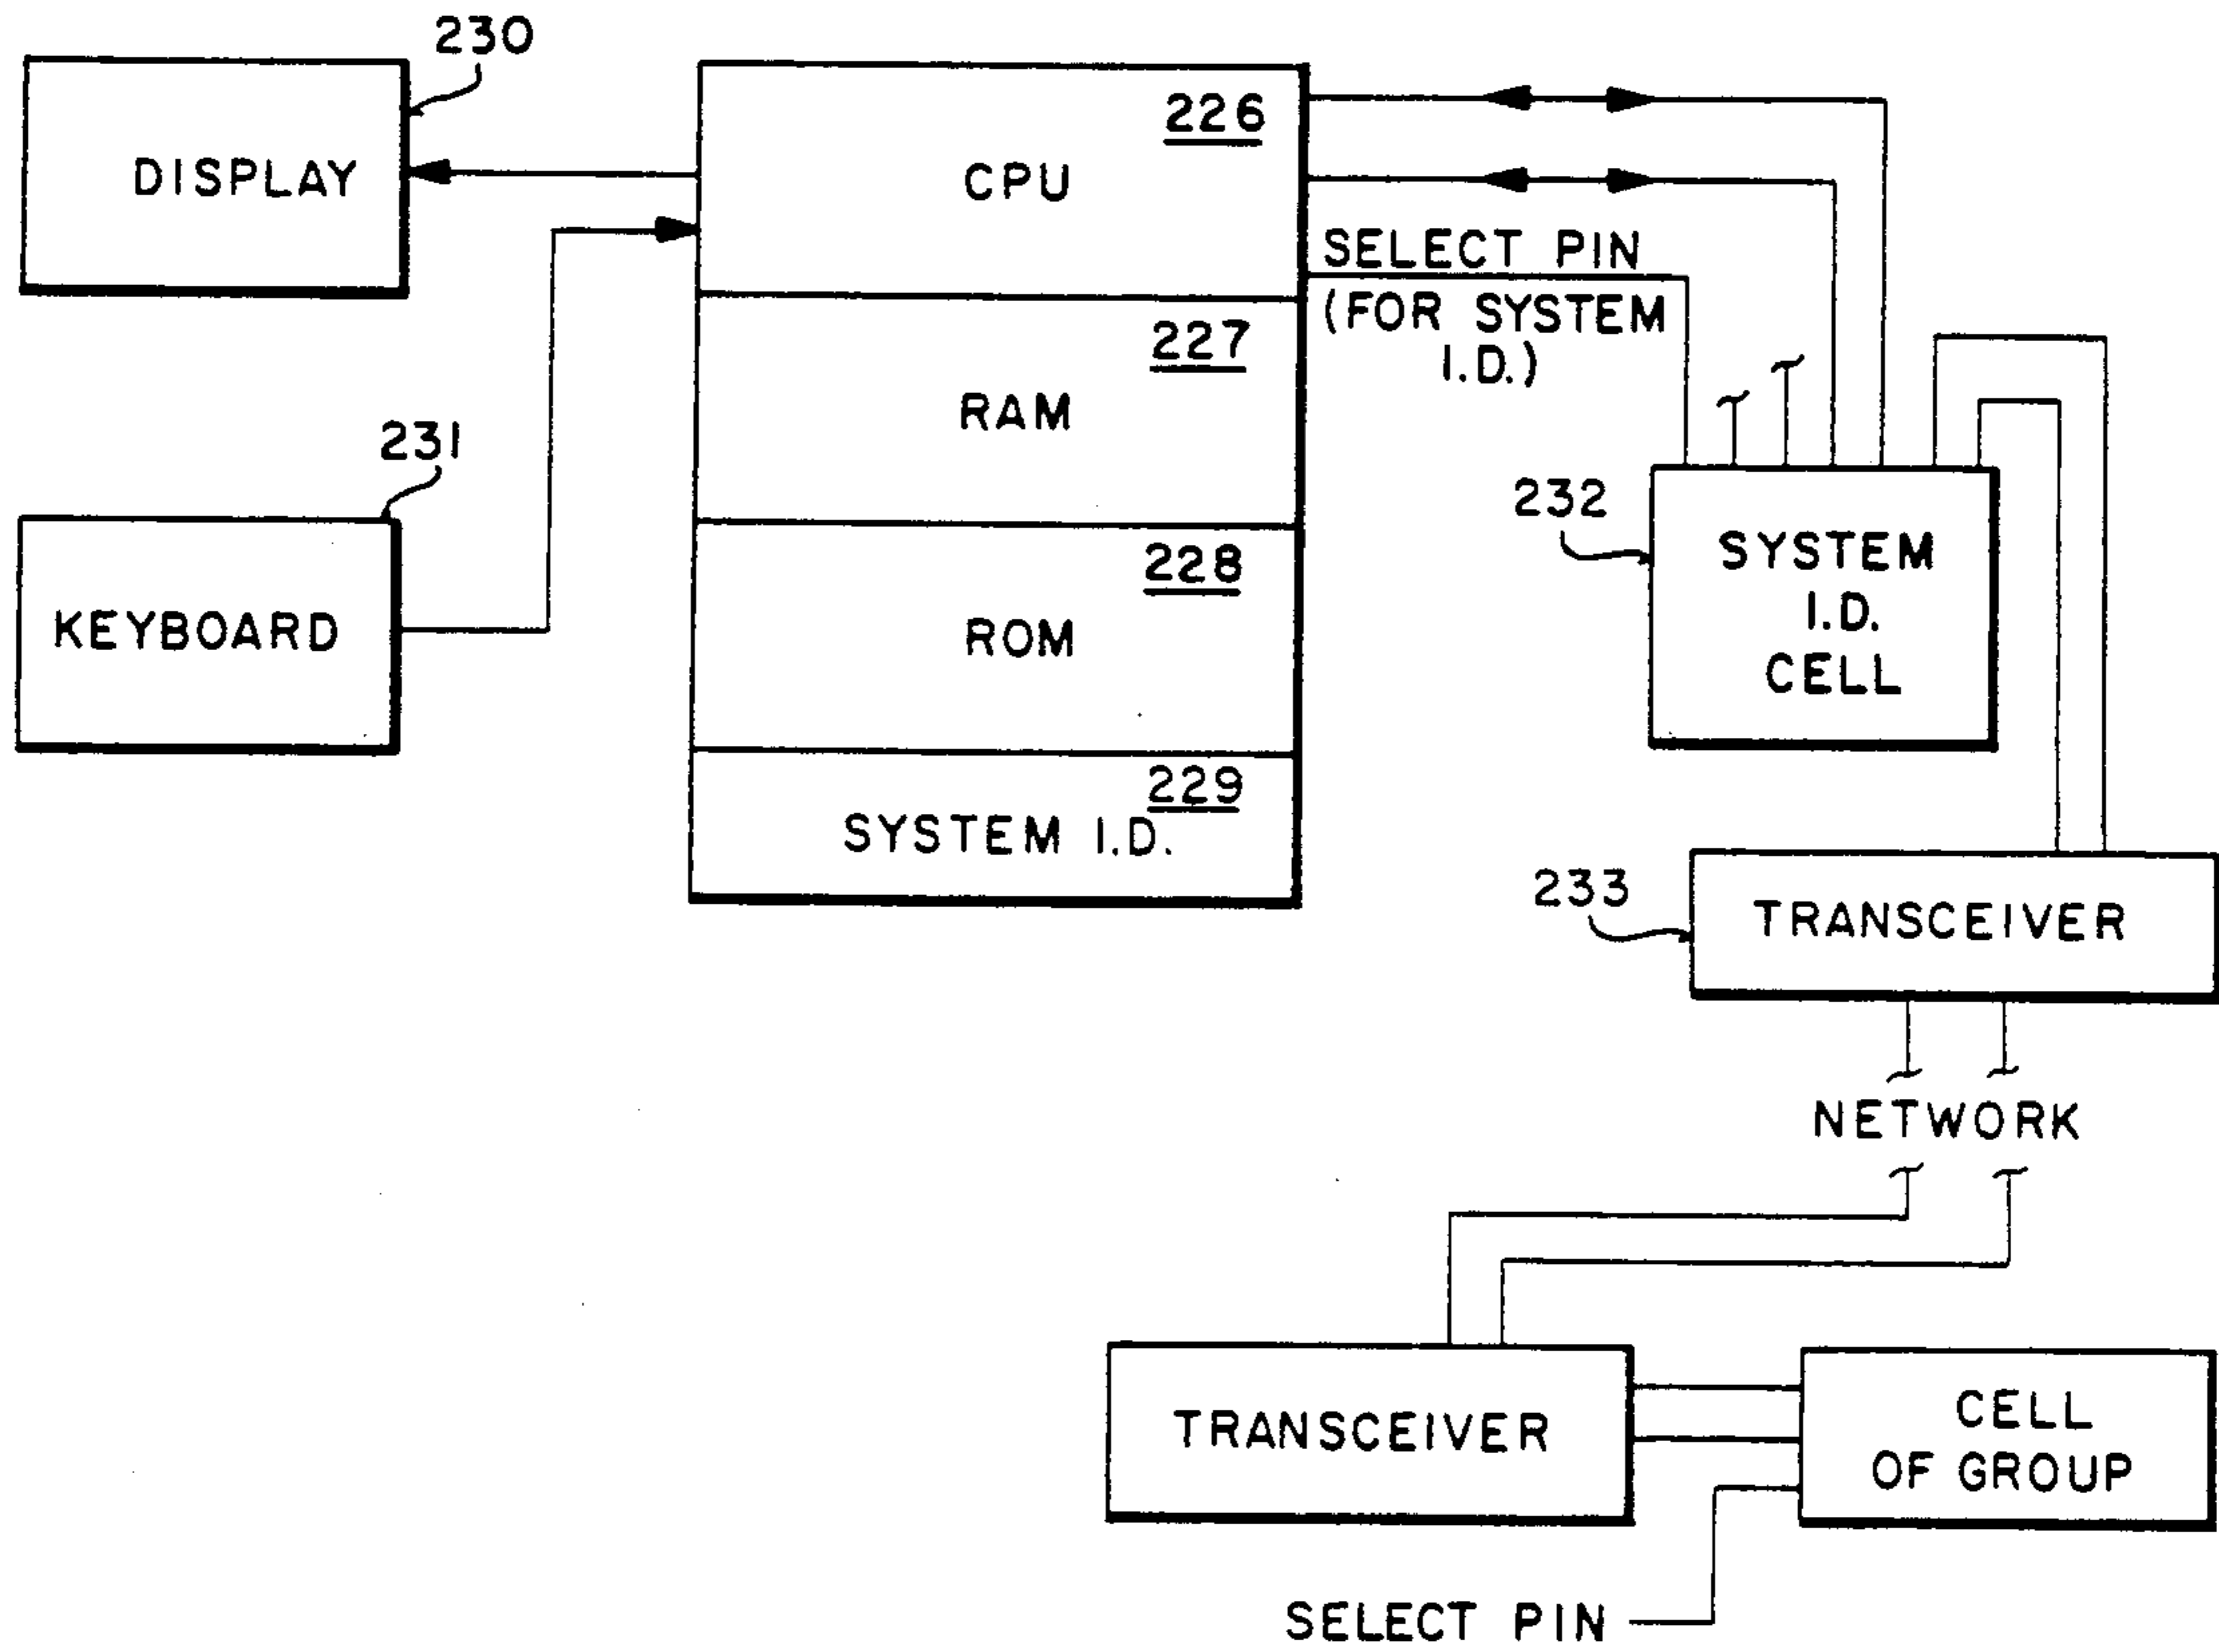 230
DISPLAY
226
CPU
SELECT PIN
(FOR SYSTEM
I.D.)
227
RAM
231
KEYBOARD
228
ROM
232
SYSTEM
I.D.
CELL
229
SYSTEM I.D.
233
TRANSCEIVER
NETWORK
TRANSCEIVER
CELL
OF GROUP
SELECT PIN